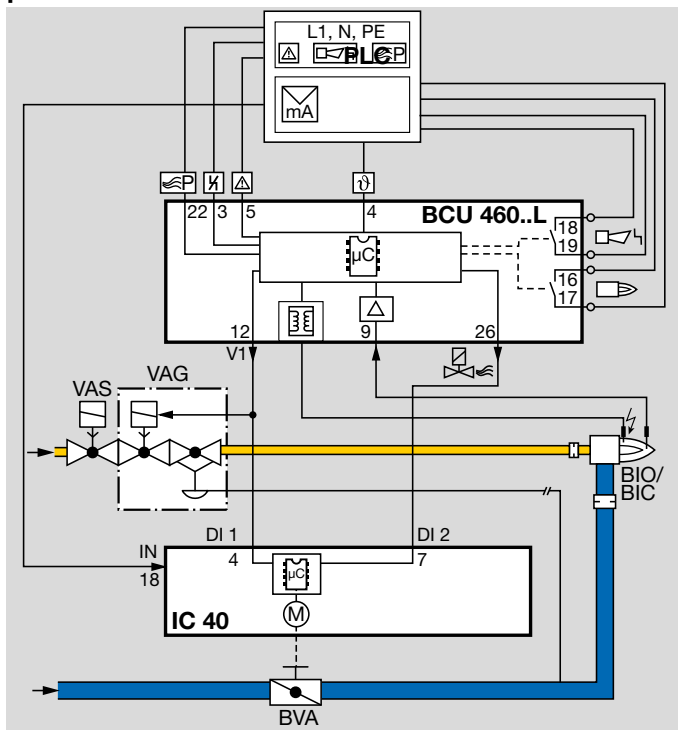 L1, N, PE
PLC
P
mA
P
ϑ
22 3 5 4
BCU 460..L
18
19
µC
16
17
12 9 26
V1
VAG
VAS
BIO/
BIC
DI 1 DI 2
IN 4 7
18
µC
M
IC 40
BVA